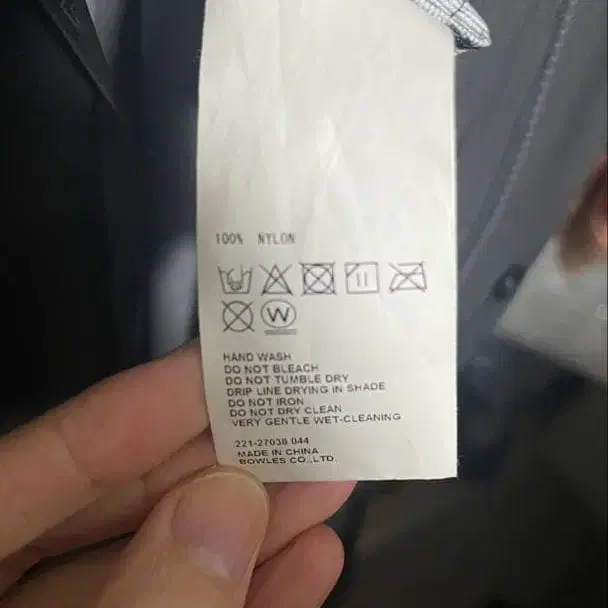 100% NYLON
W
HAND WASH
DO NOT BLEACH
DO NOT TUMBLE DRY
DRIP LINE DRYING IN SHADE
DO NOT IRON
DO NOT DRY CLEAN
VERY GENTLE WET-CLEANING
221-27038 044
MADE IN CHINA
BOWLES CO.,LTD.